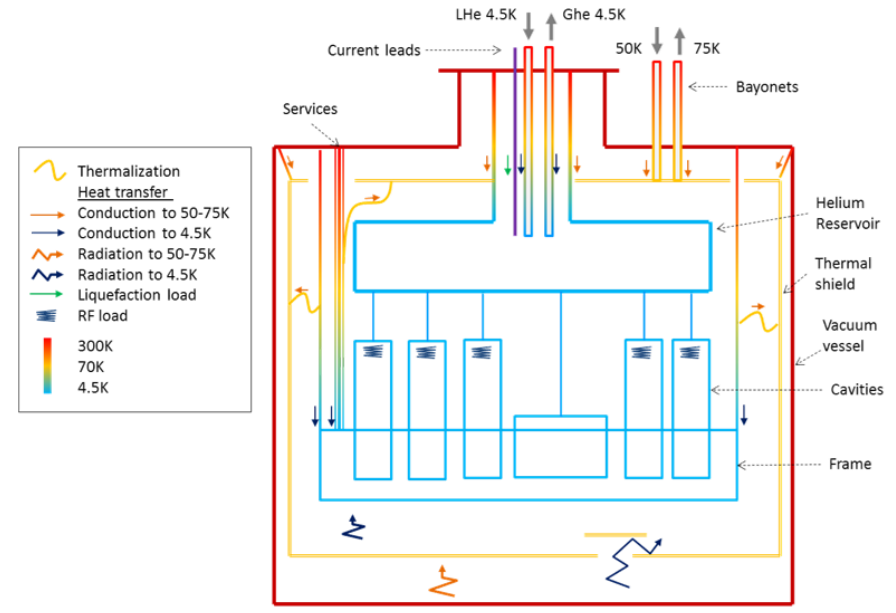 LHe 4.5K
Ghe 4.5K
Current leads
50K
75K
Bayonets
Services
Thermalization
Heat transfer
Conduction to 50-75K
Conduction to 4.5K
Radiation to 50-75K
Radiation to 4.5K
Liquefaction load
RF load
300K
70K
4.5K
Helium
Reservoir
Thermal
shield
Vacuum
vessel
Cavities
Frame